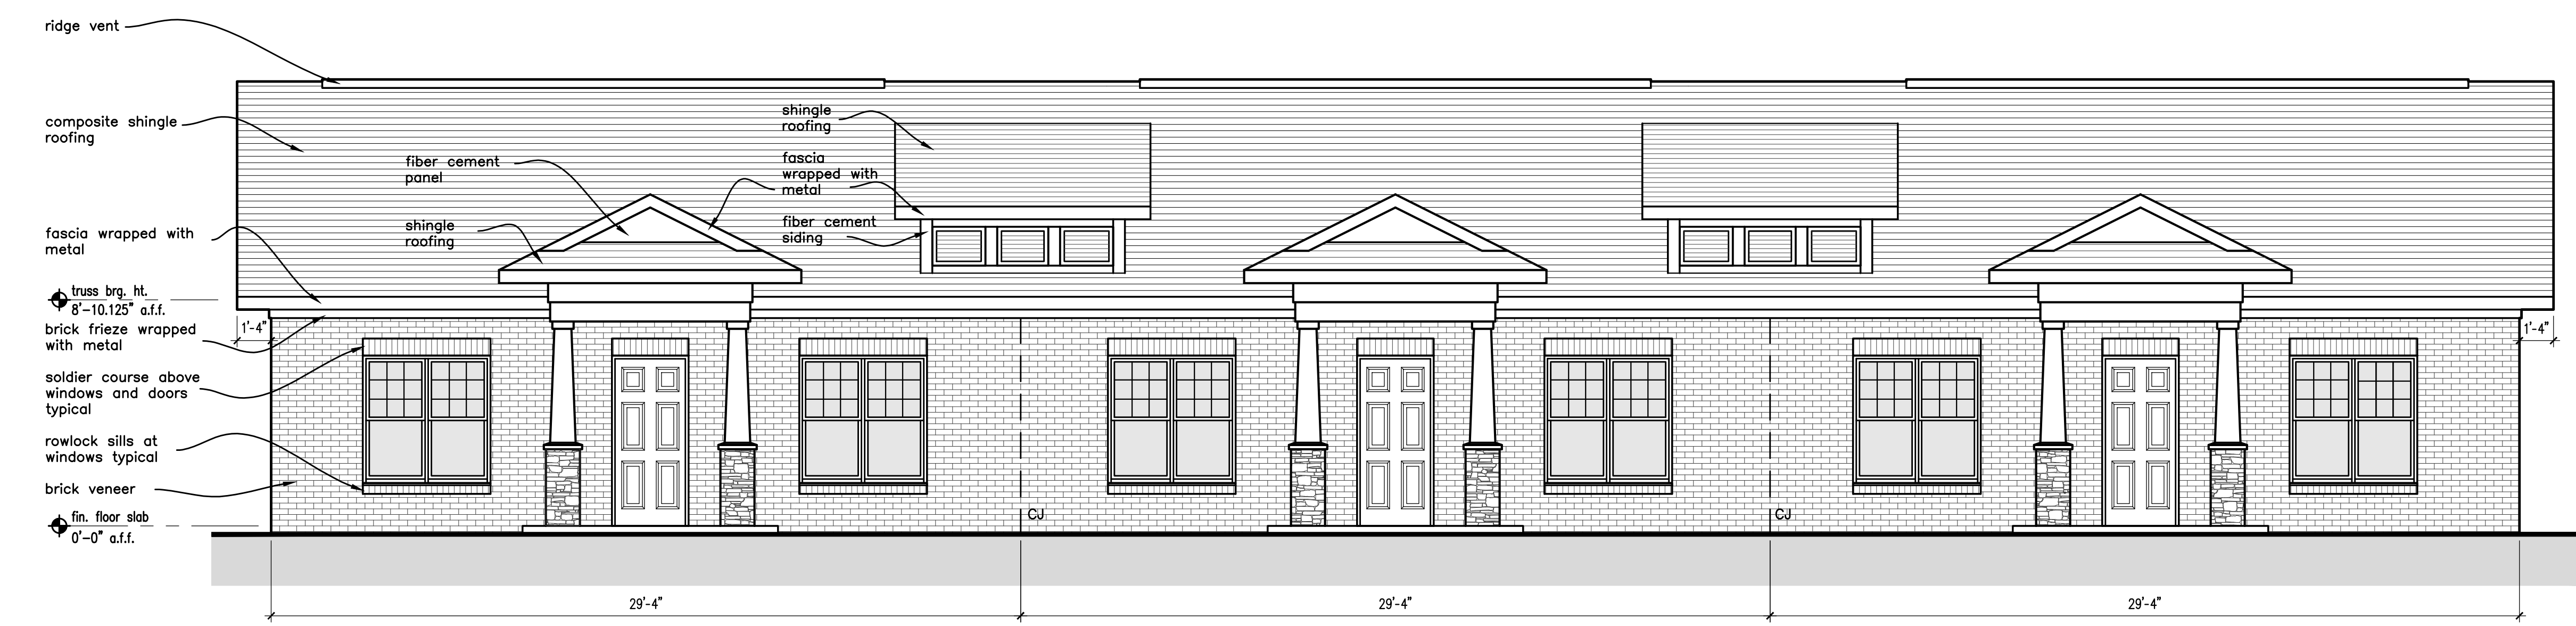 ridge vent
composite shingle
roofing
fascia wrapped with
metal
truss brg. ht.
8'-10.125" a.f.f.
brick frieze wrapped
with metal
soldier course above
windows and doors
typical
rowlock sills at
windows typical
brick veneer
fin. floor slab
0'-0" a.f.f.
1'-4"
fiber cement
panel
shingle
roofing
shingle
roofing
fascia
wrapped with
metal
fiber cement
siding
1'-4"
CJ
CJ
29'-4"
29'-4"
29'-4"